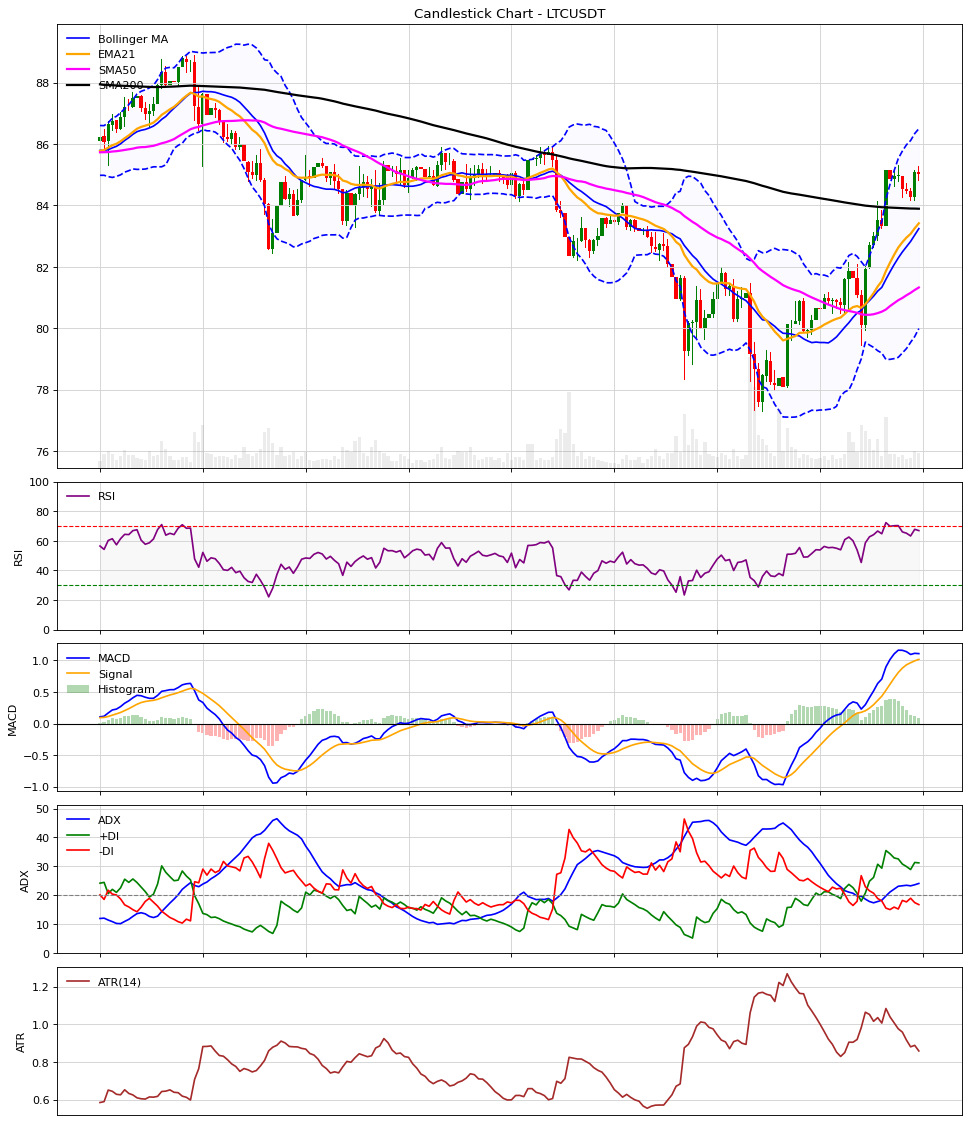 Candlestick Chart - LTCUSDT
Bollinger MA
EMA21
SMA50
SMA200
88
86
84
82
80
78
76
100
80
60
40
20
0
RSI
RSI
1.0
0.5
0.0
−0.5
−1.0
MACD
MACD
Signal
Histogram
50
40
30
20
10
0
ADX
ADX
+DI
-DI
1.2
1.0
0.8
0.6
ATR
ATR(14)